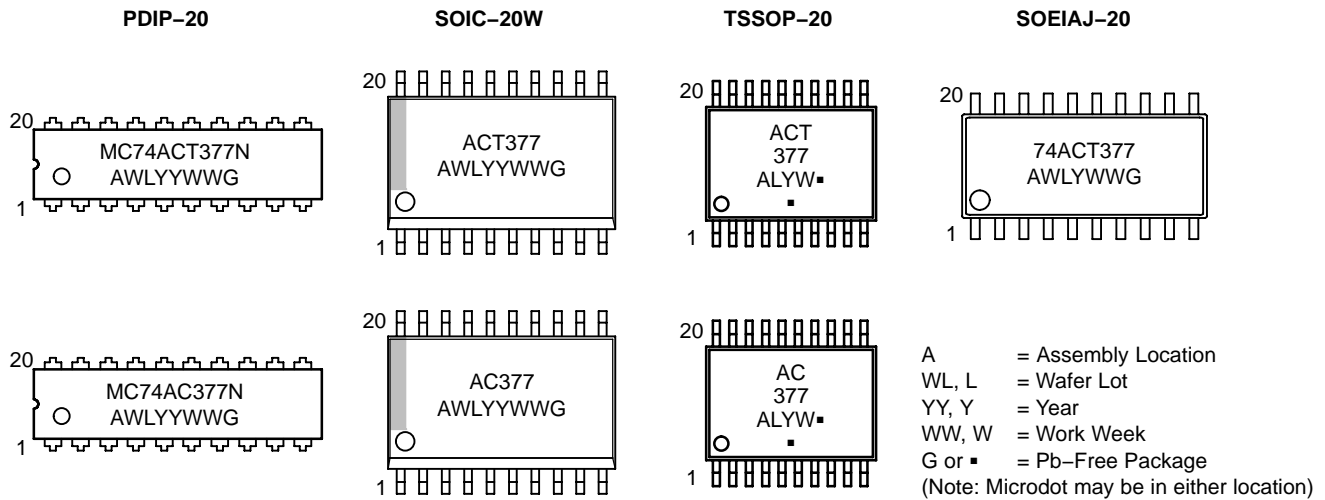 PDIP–20
SOIC–20W
TSSOP–20
SOEIAJ–20
20
MC74ACT377N
AWLYYWWG
1
20
ACT377
AWLYYWWG
1
20
ACT
377
ALYW▪
▪
1
20
74ACT377
AWLYWWG
1
20
MC74AC377N
AWLYYWWG
1
20
AC377
AWLYYWWG
1
20
AC
377
ALYW▪
▪
1
A = Assembly Location
WL, L = Wafer Lot
YY, Y = Year
WW, W = Work Week
G or ▪ = Pb–Free Package
(Note: Microdot may be in either location)